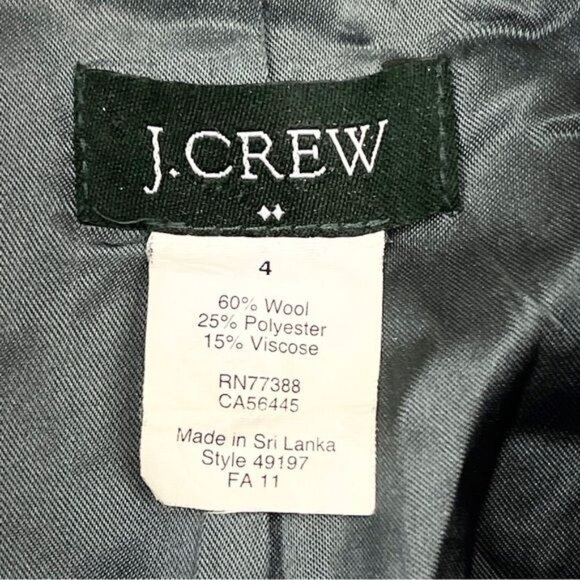 J.CREW
4
60% Wool
25% Polyester
15% Viscose
RN77388
CA56445
Made in Sri Lanka
Style 49197
FA 11